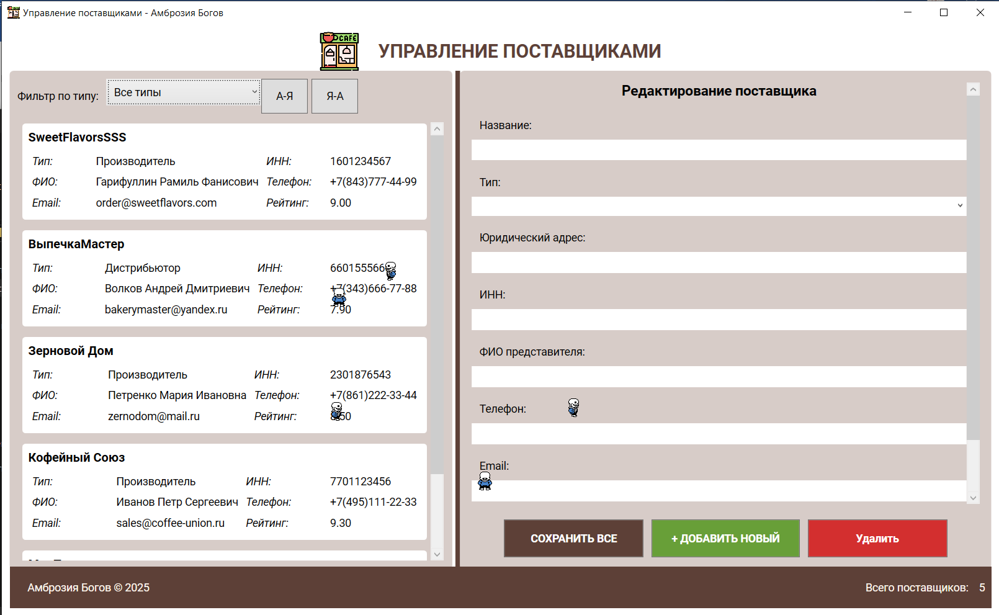 Управление поставщиками - Амброзия Богов
CAFE
УПРАВЛЕНИЕ ПОСТАВЩИКАМИ
Фильтр по типу: Все типы А-Я Я-А
SweetFlavorsSSS
Тип: Производитель ИНН: 1601234567
ФИО: Гарифуллин Рамиль Фанисович Телефон: +7(843)777-44-99
Email: order@sweetflavors.com Рейтинг: 9.00
ВыпечкаМастер
Тип: Дистрибьютор ИНН: 660155566
ФИО: Волков Андрей Дмитриевич Телефон: +7(343)666-77-88
Email: bakerymaster@yandex.ru Рейтинг: 7.90
Зерновой Дом
Тип: Производитель ИНН: 2301876543
ФИО: Петренко Мария Ивановна Телефон: +7(861)222-33-44
Email: zernodom@mail.ru Рейтинг:
Кофейный Союз
Тип: Производитель ИНН: 7701123456
ФИО: Иванов Петр Сергеевич Телефон: +7(495)111-22-33
Email: sales@coffee-union.ru Рейтинг: 9.30
Редактирование поставщика
Название:
Тип:
Юридический адрес:
ИНН:
ФИО представителя:
Телефон:
Email:
СОХРАНИТЬ ВСЕ + ДОБАВИТЬ НОВЫЙ Удалить
Амброзия Богов © 2025 Всего поставщиков: 5